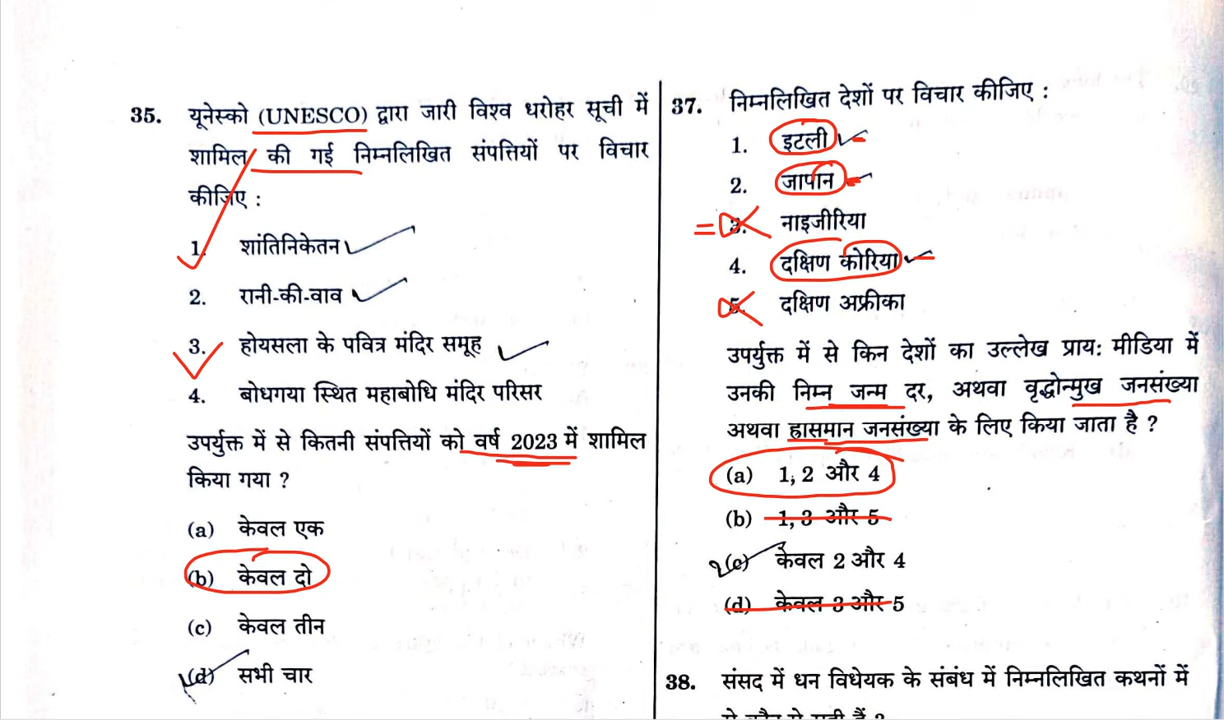 35. यूनेस्को (UNESCO) द्वारा जारी विश्व धरोहर सूची में
शामिल की गई निम्नलिखित संपत्तियों पर विचार
कीजिए :
1. शांतिनिकेतन
2. रानी-की-वाव
3. होयसला के पवित्र मंदिर समूह
4. बोधगया स्थित महाबोधि मंदिर परिसर
उपर्युक्त में से कितनी संपत्तियों को वर्ष 2023 में शामिल
किया गया ?
(a) केवल एक
(b) केवल दो
(c) केवल तीन
(d) सभी चार
37. निम्नलिखित देशों पर विचार कीजिए :
1. इटली
2. जापान
3. नाइजीरिया
4. दक्षिण कोरिया
5. दक्षिण अफ्रीका
उपर्युक्त में से किन देशों का उल्लेख प्राय: मीडिया में
उनकी निम्न जन्म दर, अथवा वृद्धोन्मुख जनसंख्या
अथवा ह्रासमान जनसंख्या के लिए किया जाता है ?
(a) 1, 2 और 4
(b) 1, 3 और 5
(c) केवल 2 और 4
(d) केवल 3 और 5
38. संसद में धन विधेयक के संबंध में निम्नलिखित कथनों में